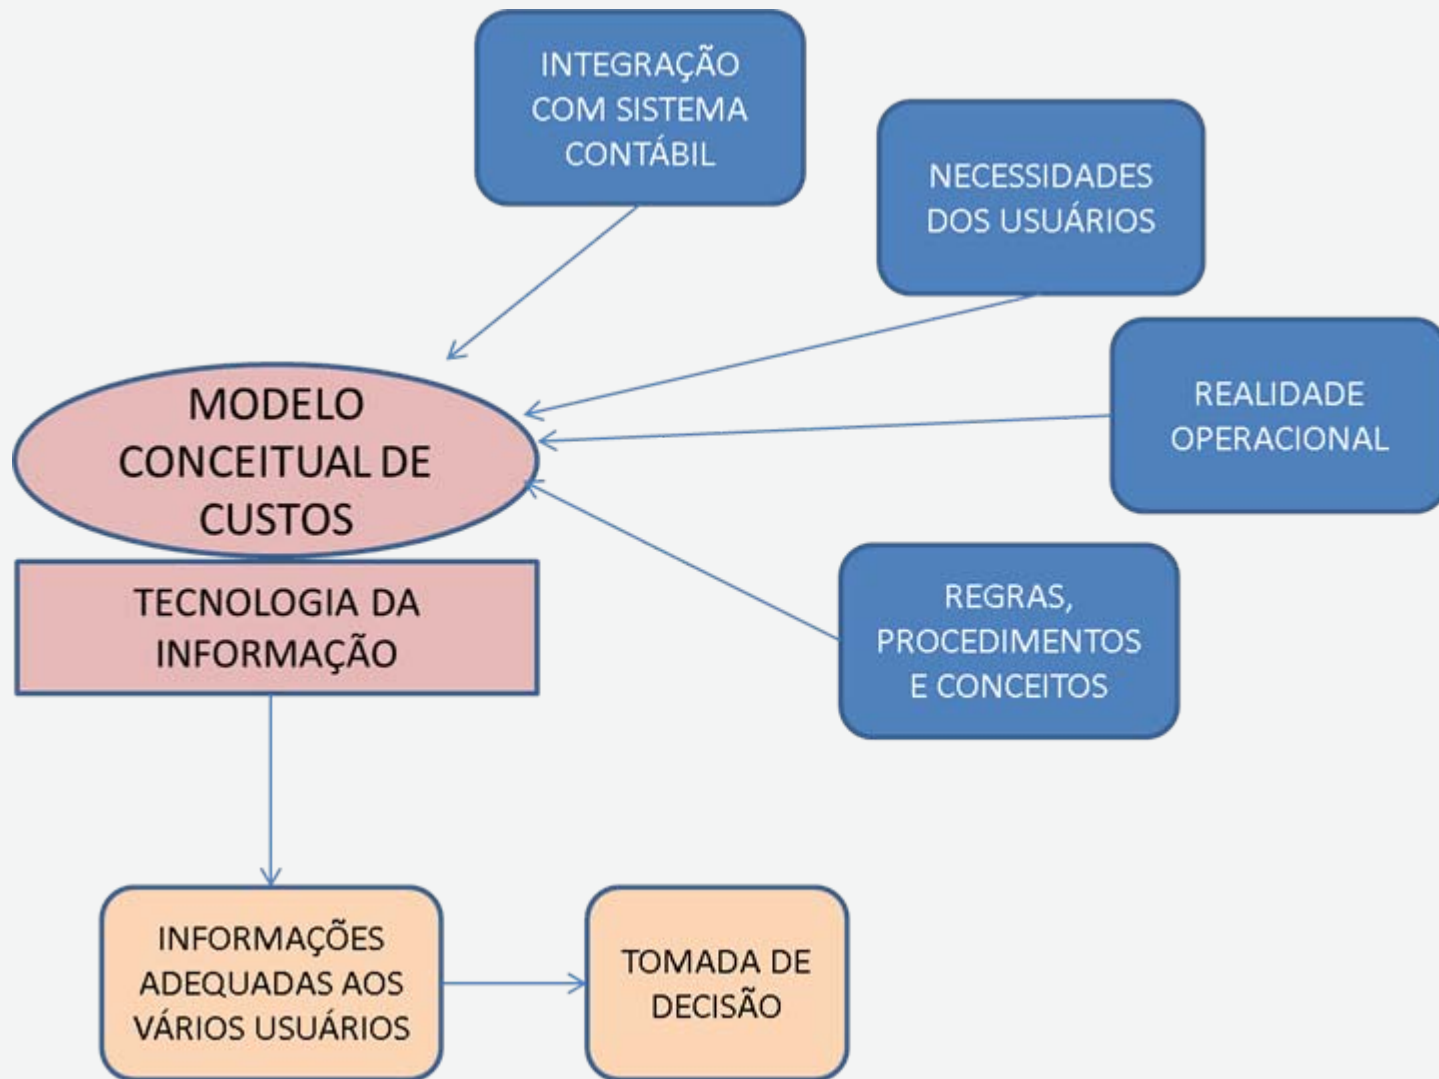 INTEGRAÇÃO
COM SISTEMA
CONTÁBIL
NECESSIDADES
DOS USUÁRIOS
REALIDADE
OPERACIONAL
MODELO
CONCEITUAL DE
CUSTOS
TECNOLOGIA DA
INFORMAÇÃO
REGRAS,
PROCEDIMENTOS
E CONCEITOS
INFORMAÇÕES
ADEQUADAS AOS
VÁRIOS USUÁRIOS
TOMADA DE
DECISÃO